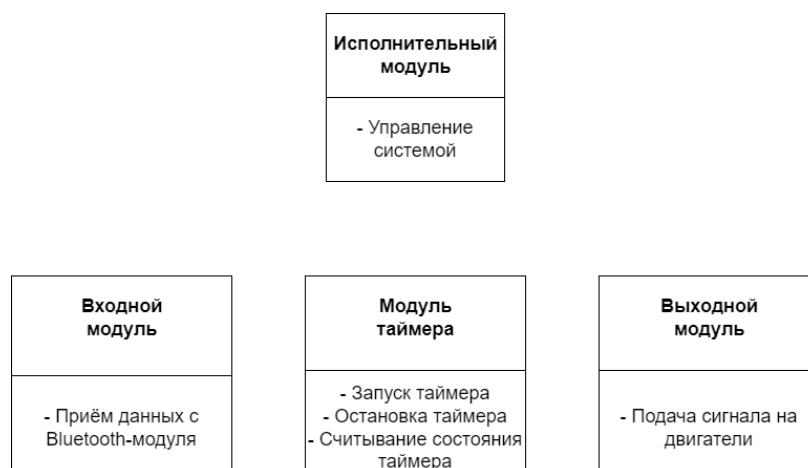 Исполнительный
модуль
- Управление
системой
Входной
модуль
- Приём данных с
Bluetooth-модуля
Модуль
таймера
- Запуск таймера
- Остановка таймера
- Считывание состояния
таймера
Выходной
модуль
- Подача сигнала на
двигатели